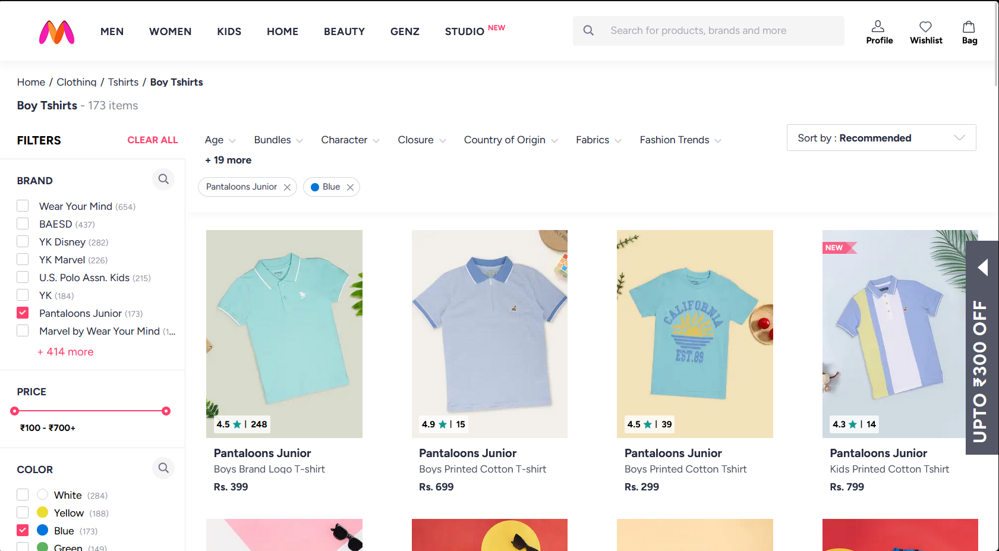 MEN WOMEN KIDS HOME BEAUTY GENZ STUDIO NEW
Search for products, brands and more
Profile Wishlist Bag
Home / Clothing / Tshirts / Boy Tshirts
Boy Tshirts - 173 items
FILTERS CLEAR ALL
Age Bundles Character Closure Country of Origin Fabrics Fashion Trends
+ 19 more
Sort by : Recommended
Pantaloons Junior Blue
BRAND
Wear Your Mind (654)
BAESD (437)
YK Disney (282)
YK Marvel (226)
U.S. Polo Assn. Kids (215)
YK (184)
Pantaloons Junior (173)
Marvel by Wear Your Mind (1...
+ 414 more
PRICE
₹100 - ₹700+
COLOR
White (284)
Yellow (188)
Blue (173)
Green (149)
4.5 | 248
Pantaloons Junior
Boys Brand Logo T-shirt
Rs. 399
4.9 | 15
Pantaloons Junior
Boys Printed Cotton T-shirt
Rs. 699
CALIFORNIA
EST.89
4.5 | 39
Pantaloons Junior
Boys Printed Cotton Tshirt
Rs. 299
NEW
4.3 | 14
Pantaloons Junior
Kids Printed Cotton Tshirt
Rs. 799
UPTO ₹300 OFF